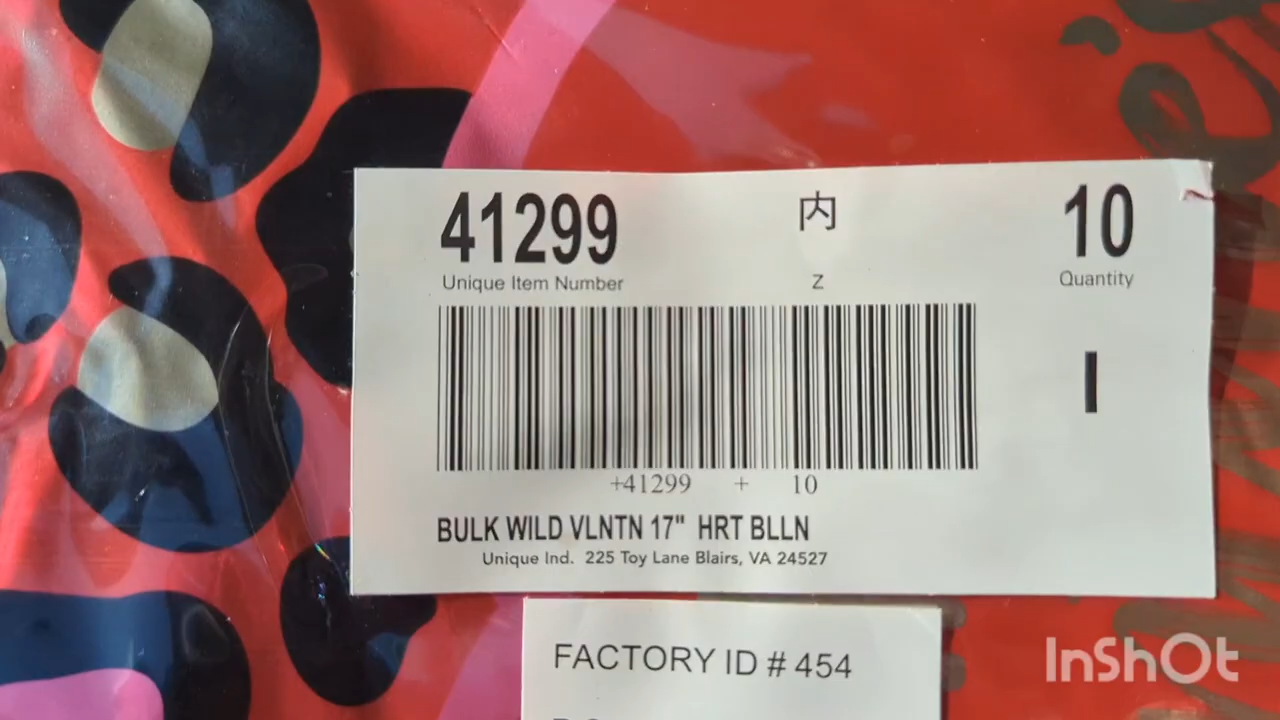 41299 内 10
Unique Item Number Z Quantity
I
+41299 + 10
BULK WILD VLNTN 17" HRT BLLN
Unique Ind. 225 Toy Lane Blairs, VA 24527
FACTORY ID # 454
InShOt